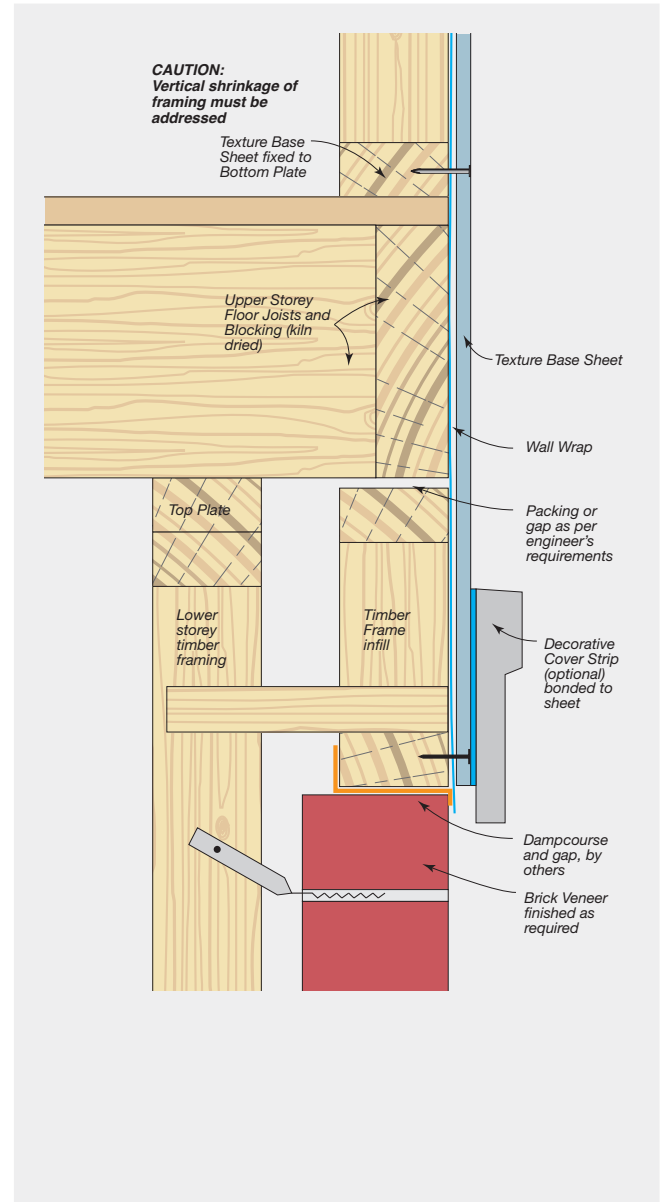 CAUTION:
Vertical shrinkage of
framing must be
addressed
Texture Base
Sheet fixed to
Bottom Plate
Upper Storey
Floor Joists and
Blocking (kiln
dried)
Texture Base Sheet
Wall Wrap
Top Plate
Packing or
gap as per
engineer's
requirements
Lower
storey
timber
framing
Timber
Frame
infill
Decorative
Cover Strip
(optional)
bonded to
sheet
Dampcourse
and gap, by
others
Brick Veneer
finished as
required